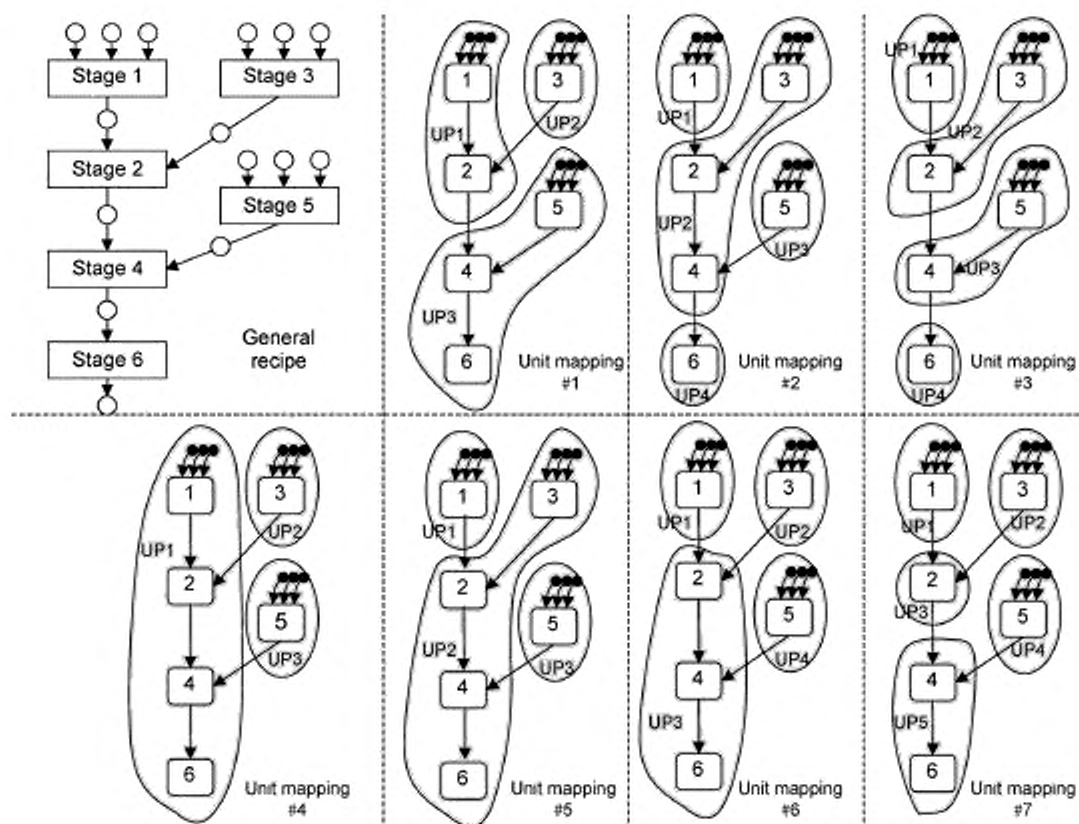 Stage 1
Stage 3
Stage 2
Stage 5
Stage 4
Stage 6
General
recipe
1
3
UP1
UP2
2
5
4
UP3
6
Unit mapping
#1
1
3
UP1
2
5
UP2
UP3
4
6
UP4
Unit mapping
#2
UP1
1
3
UP2
2
5
4
UP3
6
UP4
Unit mapping
#3
1
3
UP2
UP1
2
5
UP3
4
6
Unit mapping
#4
1
3
UP1
2
5
UP2
UP3
4
6
Unit mapping
#5
1
3
UP1
UP2
2
5
UP4
4
UP3
6
Unit mapping
#6
1
3
UP1
UP2
2
UP3
5
UP4
4
UP5
6
Unit mapping
#7